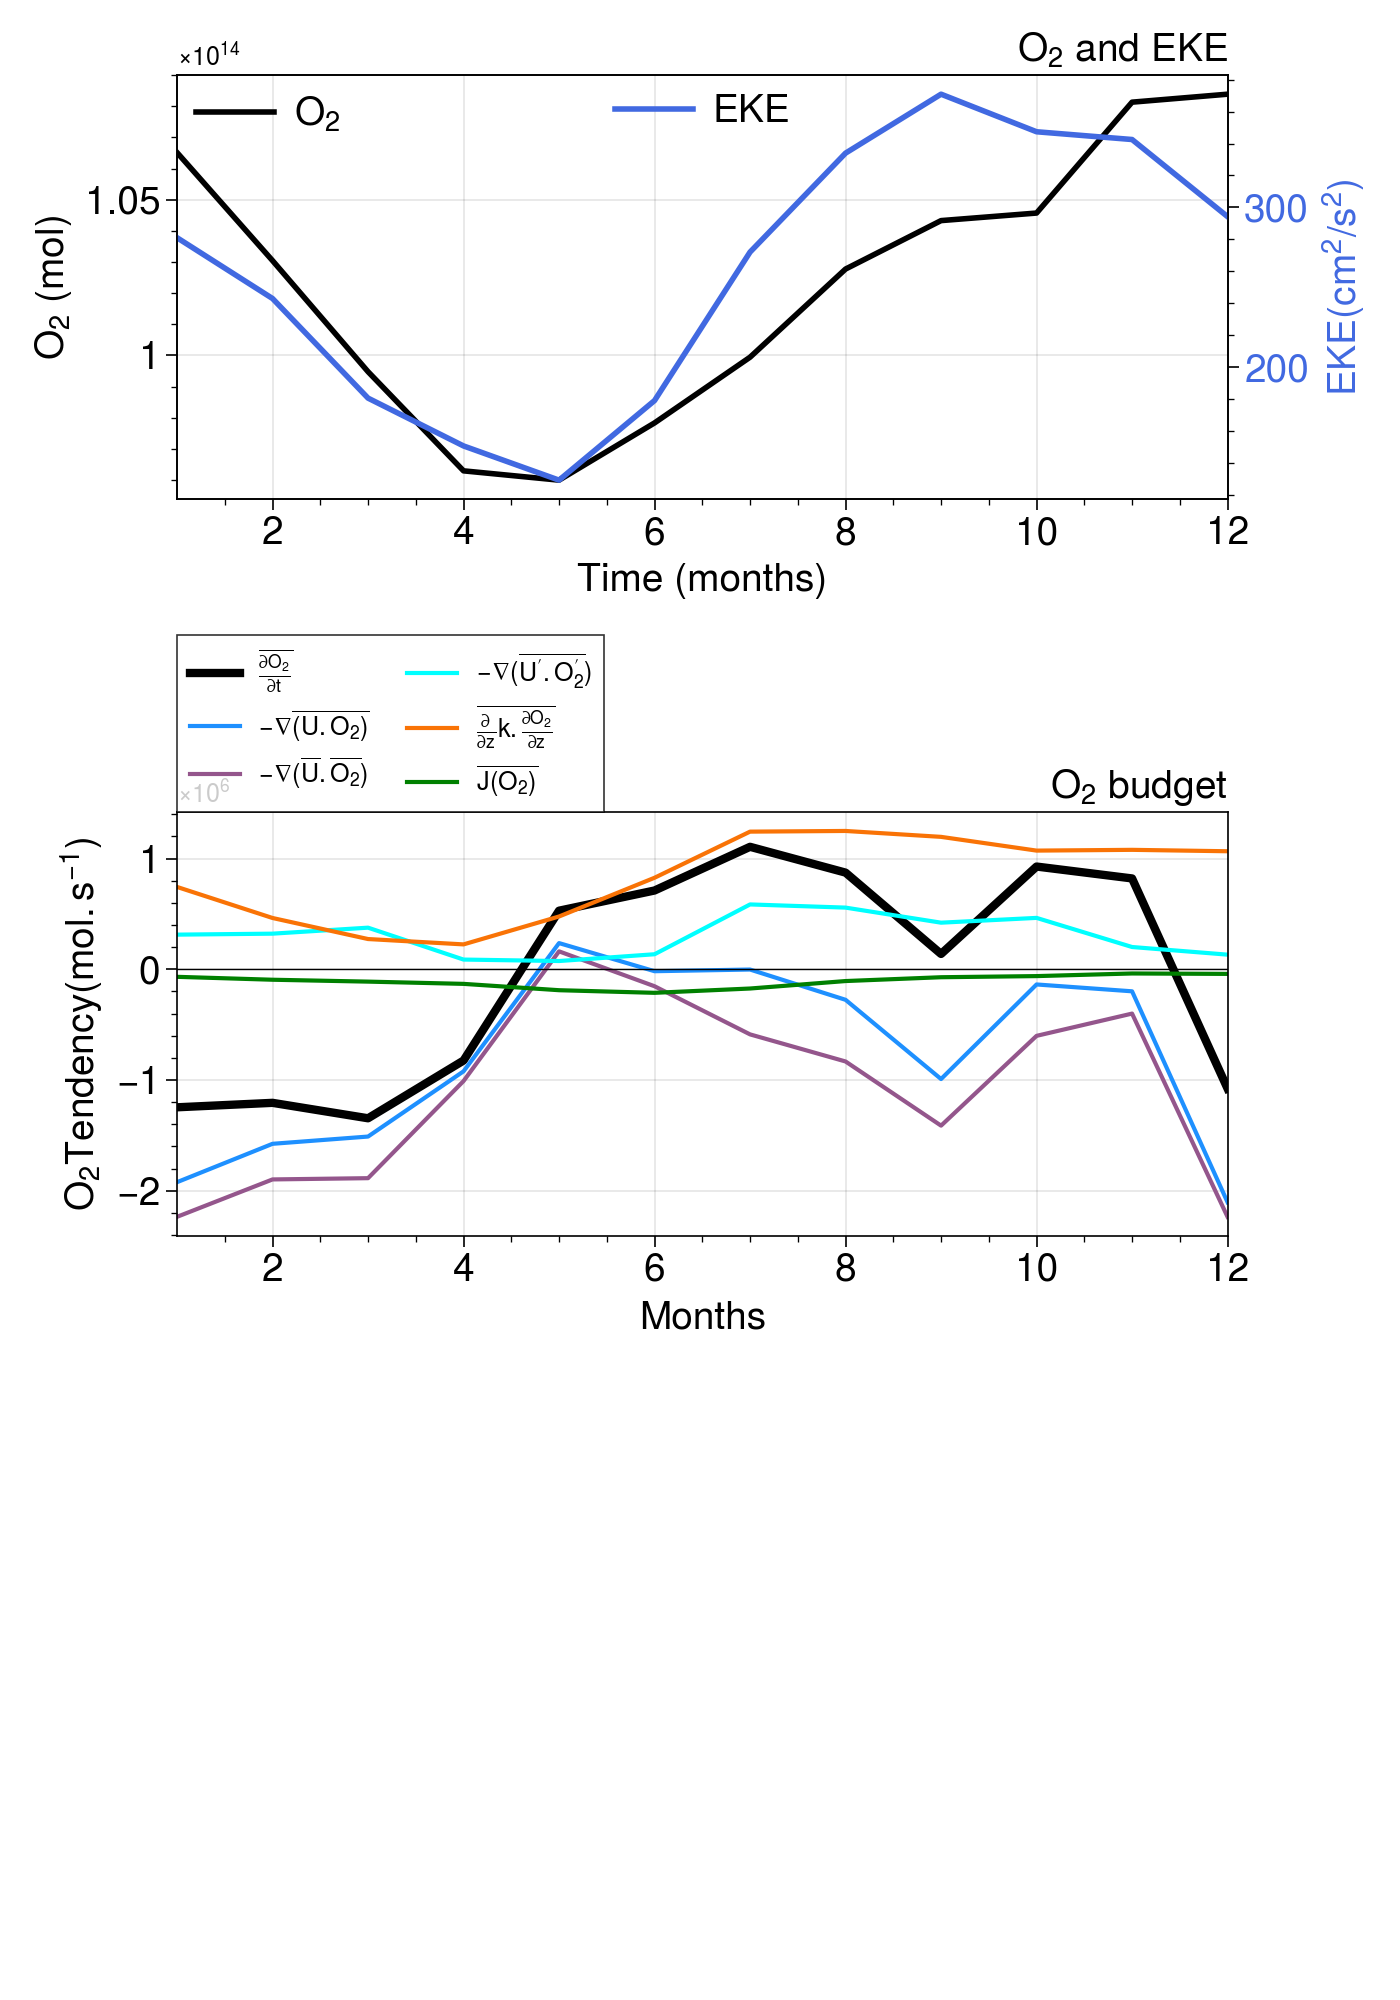 ×10¹⁴
O₂ and EKE
O₂ EKE
1.05
1
300
200
O₂ (mol)
EKE(cm²/s²)
2 4 6 8 10 12
Time (months)
∂O₂/∂t
−∇(U.O₂)
−∇(U.O₂)
−∇(U′.O₂′)
∂/∂z k.∂O₂/∂z
J(O₂)
×10⁶
O₂ budget
1
0
−1
−2
O₂Tendency(mol.s⁻¹)
2 4 6 8 10 12
Months